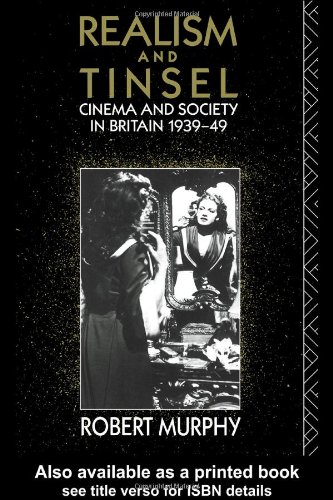 REALISM
AND
TINSEL
CINEMA AND SOCIETY
IN BRITAIN 1939–49
ROBERT MURPHY
Also available as a printed book
see title verso for ISBN details